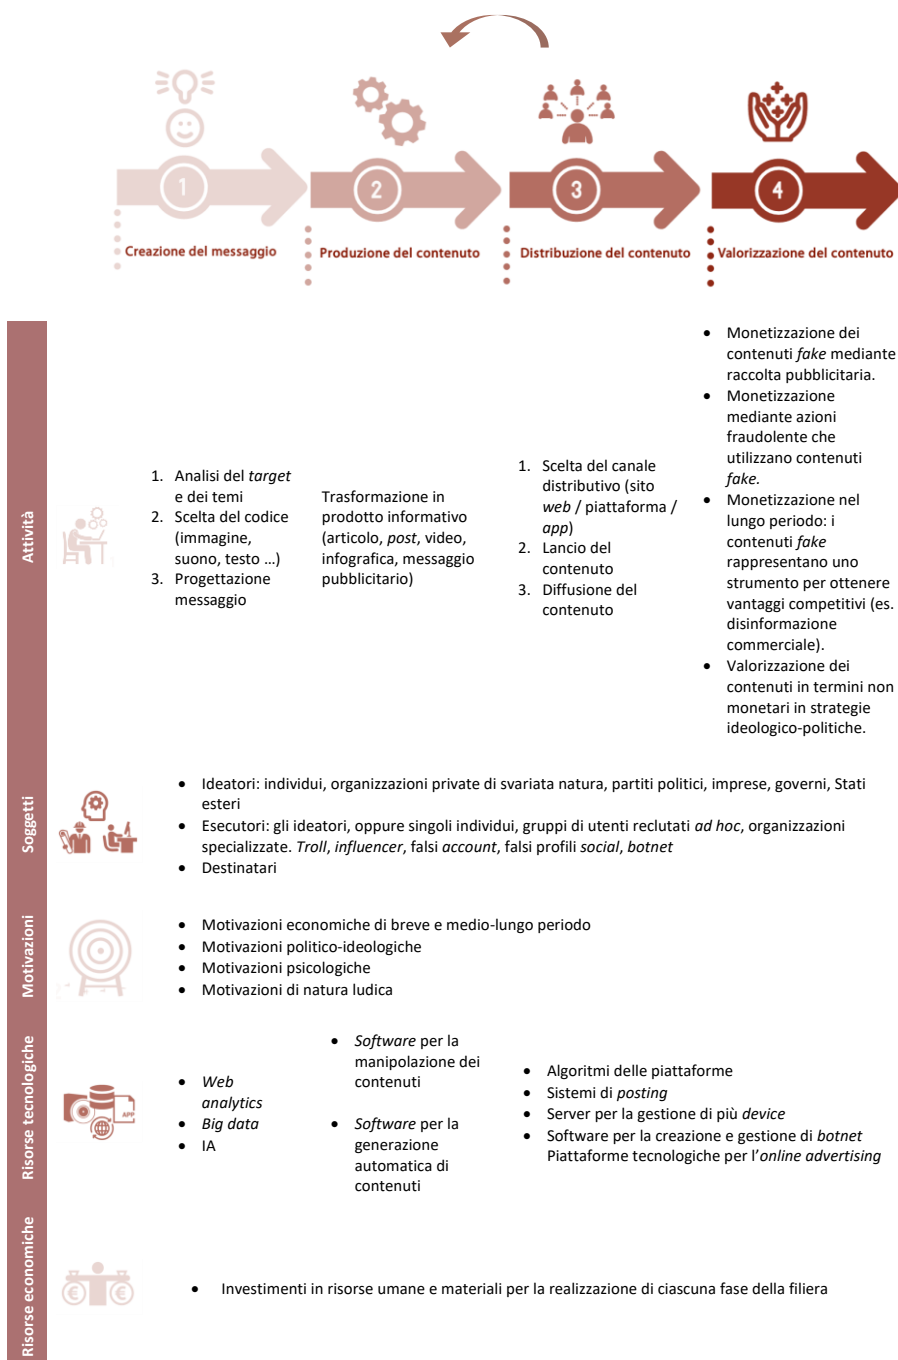 1
2
3
4
Creazione del messaggio
Produzione del contenuto
Distribuzione del contenuto
Valorizzazione del contenuto
Attività
1. Analisi del target
e dei temi
2. Scelta del codice
(immagine,
suono, testo …)
3. Progettazione
messaggio
Trasformazione in
prodotto informativo
(articolo, post, video,
infografica, messaggio
pubblicitario)
1. Scelta del canale
distributivo (sito
web / piattaforma /
app)
2. Lancio del
contenuto
3. Diffusione del
contenuto
• Monetizzazione dei
contenuti fake mediante
raccolta pubblicitaria.
• Monetizzazione
mediante azioni
fraudolente che
utilizzano contenuti
fake.
• Monetizzazione nel
lungo periodo: i
contenuti fake
rappresentano uno
strumento per ottenere
vantaggi competitivi (es.
disinformazione
commerciale).
• Valorizzazione dei
contenuti in termini non
monetari in strategie
ideologico-politiche.
Soggetti
• Ideatori: individui, organizzazioni private di svariata natura, partiti politici, imprese, governi, Stati
esteri
• Esecutori: gli ideatori, oppure singoli individui, gruppi di utenti reclutati ad hoc, organizzazioni
specializzate. Troll, influencer, falsi account, falsi profili social, botnet
• Destinatari
Motivazioni
• Motivazioni economiche di breve e medio-lungo periodo
• Motivazioni politico-ideologiche
• Motivazioni psicologiche
• Motivazioni di natura ludica
Risorse tecnologiche
APP
• Web
analytics
• Big data
• IA
• Software per la
manipolazione dei
contenuti
• Software per la
generazione
automatica di
contenuti
• Algoritmi delle piattaforme
• Sistemi di posting
• Server per la gestione di più device
• Software per la creazione e gestione di botnet
Piattaforme tecnologiche per l'online advertising
Risorse economiche
€ €
• Investimenti in risorse umane e materiali per la realizzazione di ciascuna fase della filiera